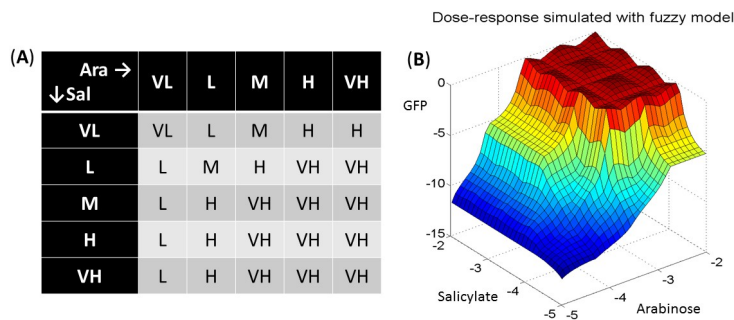 Dose-response simulated with fuzzy model
(A)
Ara → VL L M H VH
↓Sal
VL VL L M H H
L L M H VH VH
M L H VH VH VH
H L H VH VH VH
VH L H VH VH VH
(B)
0
GFP
-5
-10
-15
-2
-3
-4
-5
Salicylate
-5
-4
-3
-2
Arabinose